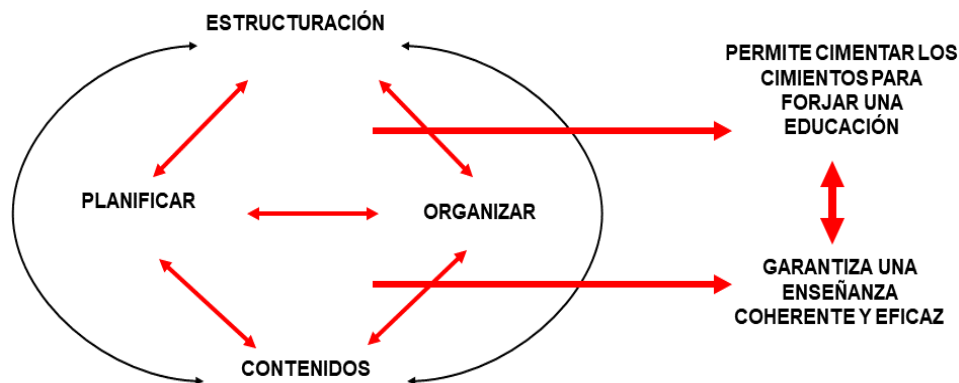 ESTRUCTURACIÓN
PERMITE CIMENTAR LOS
CIMIENTOS PARA
FORJAR UNA
EDUCACIÓN
PLANIFICAR
ORGANIZAR
GARANTIZA UNA
ENSEÑANZA
COHERENTE Y EFICAZ
CONTENIDOS